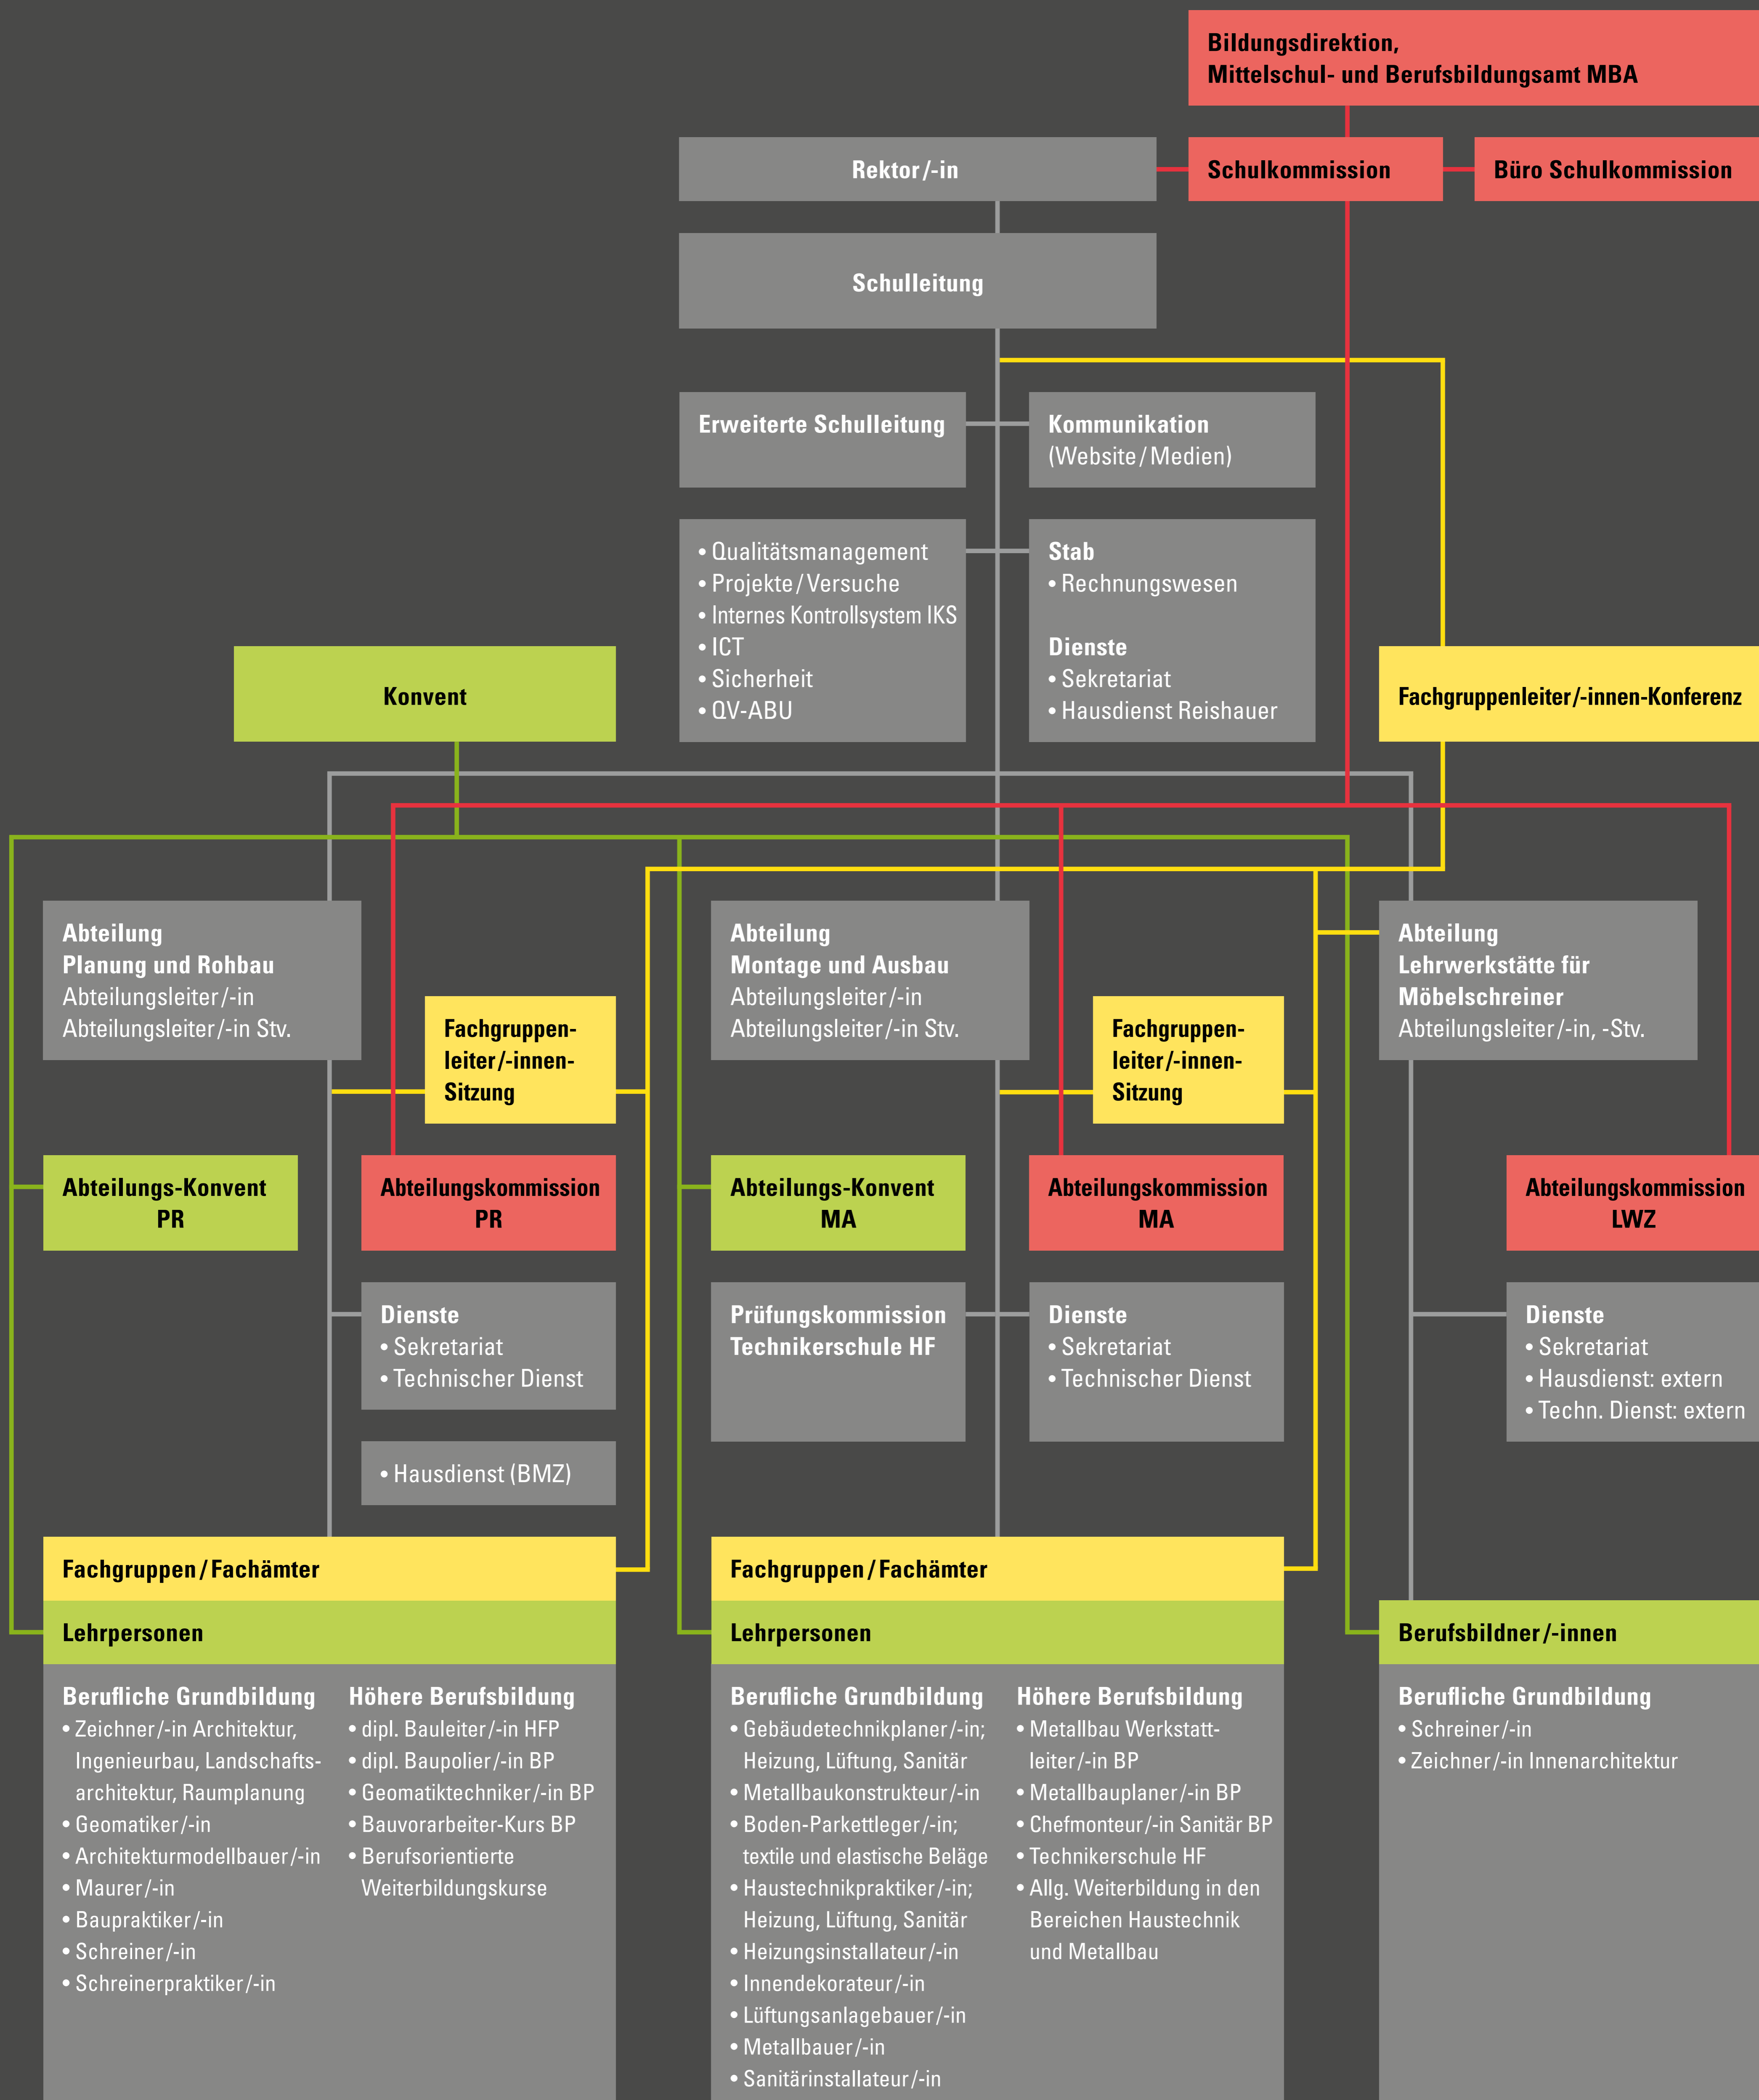 Bildungsdirektion,
Mittelschul- und Berufsbildungsamt MBA
Rektor/-in
Schulkommission
Büro Schulkommission
Schulleitung
Erweiterte Schulleitung
Kommunikation
(Website/Medien)
• Qualitätsmanagement
• Projekte/Versuche
• Internes Kontrollsystem IKS
• ICT
• Sicherheit
• QV-ABU
Stab
• Rechnungswesen
Dienste
• Sekretariat
• Hausdienst Reishauer
Konvent
Fachgruppenleiter/-innen-Konferenz
Abteilung
Planung und Rohbau
Abteilungsleiter/-in
Abteilungsleiter/-in Stv.
Fachgruppen-
leiter/-innen-
Sitzung
Abteilung
Montage und Ausbau
Abteilungsleiter/-in
Abteilungsleiter/-in Stv.
Fachgruppen-
leiter/-innen-
Sitzung
Abteilung
Lehrwerkstätte für
Möbelschreiner
Abteilungsleiter/-in, -Stv.
Abteilungs-Konvent
PR
Abteilungskommission
PR
Abteilungs-Konvent
MA
Abteilungskommission
MA
Abteilungskommission
LWZ
Dienste
• Sekretariat
• Technischer Dienst
• Hausdienst (BMZ)
Prüfungskommission
Technikerschule HF
Dienste
• Sekretariat
• Technischer Dienst
Dienste
• Sekretariat
• Hausdienst: extern
• Techn. Dienst: extern
Fachgruppen/Fachämter
Lehrpersonen
Berufliche Grundbildung
• Zeichner/-in Architektur,
Ingenieurbau, Landschafts-
architektur, Raumplanung
• Geomatiker/-in
• Architekturmodellbauer/-in
• Maurer/-in
• Baupraktiker/-in
• Schreiner/-in
• Schreinerpraktiker/-in
Höhere Berufsbildung
• dipl. Bauleiter/-in HFP
• dipl. Baupolier/-in BP
• Geomatiktechniker/-in BP
• Bauvorarbeiter-Kurs BP
• Berufsorientierte
Weiterbildungskurse
Fachgruppen/Fachämter
Lehrpersonen
Berufliche Grundbildung
• Gebäudetechnikplaner/-in;
Heizung, Lüftung, Sanitär
• Metallbaukonstrukteur/-in
• Boden-Parkettleger/-in;
textile und elastische Beläge
• Haustechnikpraktiker/-in;
Heizung, Lüftung, Sanitär
• Heizungsinstallateur/-in
• Innendekorateur/-in
• Lüftungsanlagebauer/-in
• Metallbauer/-in
• Sanitärinstallateur/-in
Höhere Berufsbildung
• Metallbau Werkstatt-
leiter/-in BP
• Metallbauplaner/-in BP
• Chefmonteur/-in Sanitär BP
• Technikerschule HF
• Allg. Weiterbildung in den
Bereichen Haustechnik
und Metallbau
Berufsbildner/-innen
Berufliche Grundbildung
• Schreiner/-in
• Zeichner/-in Innenarchitektur